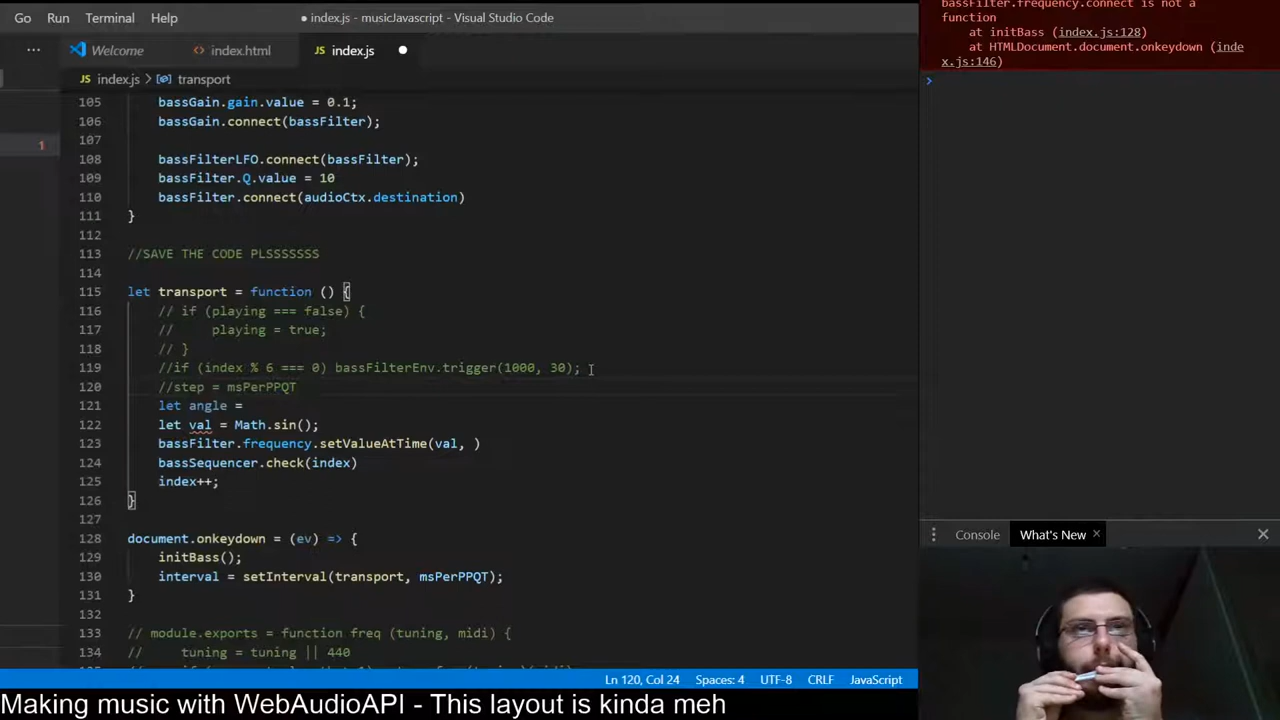 Go Run Terminal Help
● index.js - musicJavascript - Visual Studio Code
··· Welcome index.html JS index.js ●
JS index.js > transport
1
105 bassGain.gain.value = 0.1;
106 bassGain.connect(bassFilter);
107
108 bassFilterLFO.connect(bassFilter);
109 bassFilter.Q.value = 10
110 bassFilter.connect(audioCtx.destination)
111 }
112
113 //SAVE THE CODE PLSSSSSSS
114
115 let transport = function () {
116 // if (playing === false) {
117 // playing = true;
118 // }
119 //if (index % 6 === 0) bassFilterEnv.trigger(1000, 30);
120 //step = msPerPPQT
121 let angle =
122 let val = Math.sin();
123 bassFilter.frequency.setValueAtTime(val, )
124 bassSequencer.check(index)
125 index++;
126 }
127
128 document.onkeydown = (ev) => {
129 initBass();
130 interval = setInterval(transport, msPerPPQT);
131 }
132
133 // module.exports = function freq (tuning, midi) {
134 // tuning = tuning || 440
Ln 120, Col 24 Spaces: 4 UTF-8 CRLF JavaScript
bassFilter.frequency.connect is not a
function
at initBass (index.js:128)
at HTMLDocument.document.onkeydown (inde
x.js:146)
>
Console What's New ×
Making music with WebAudioAPI - This layout is kinda meh